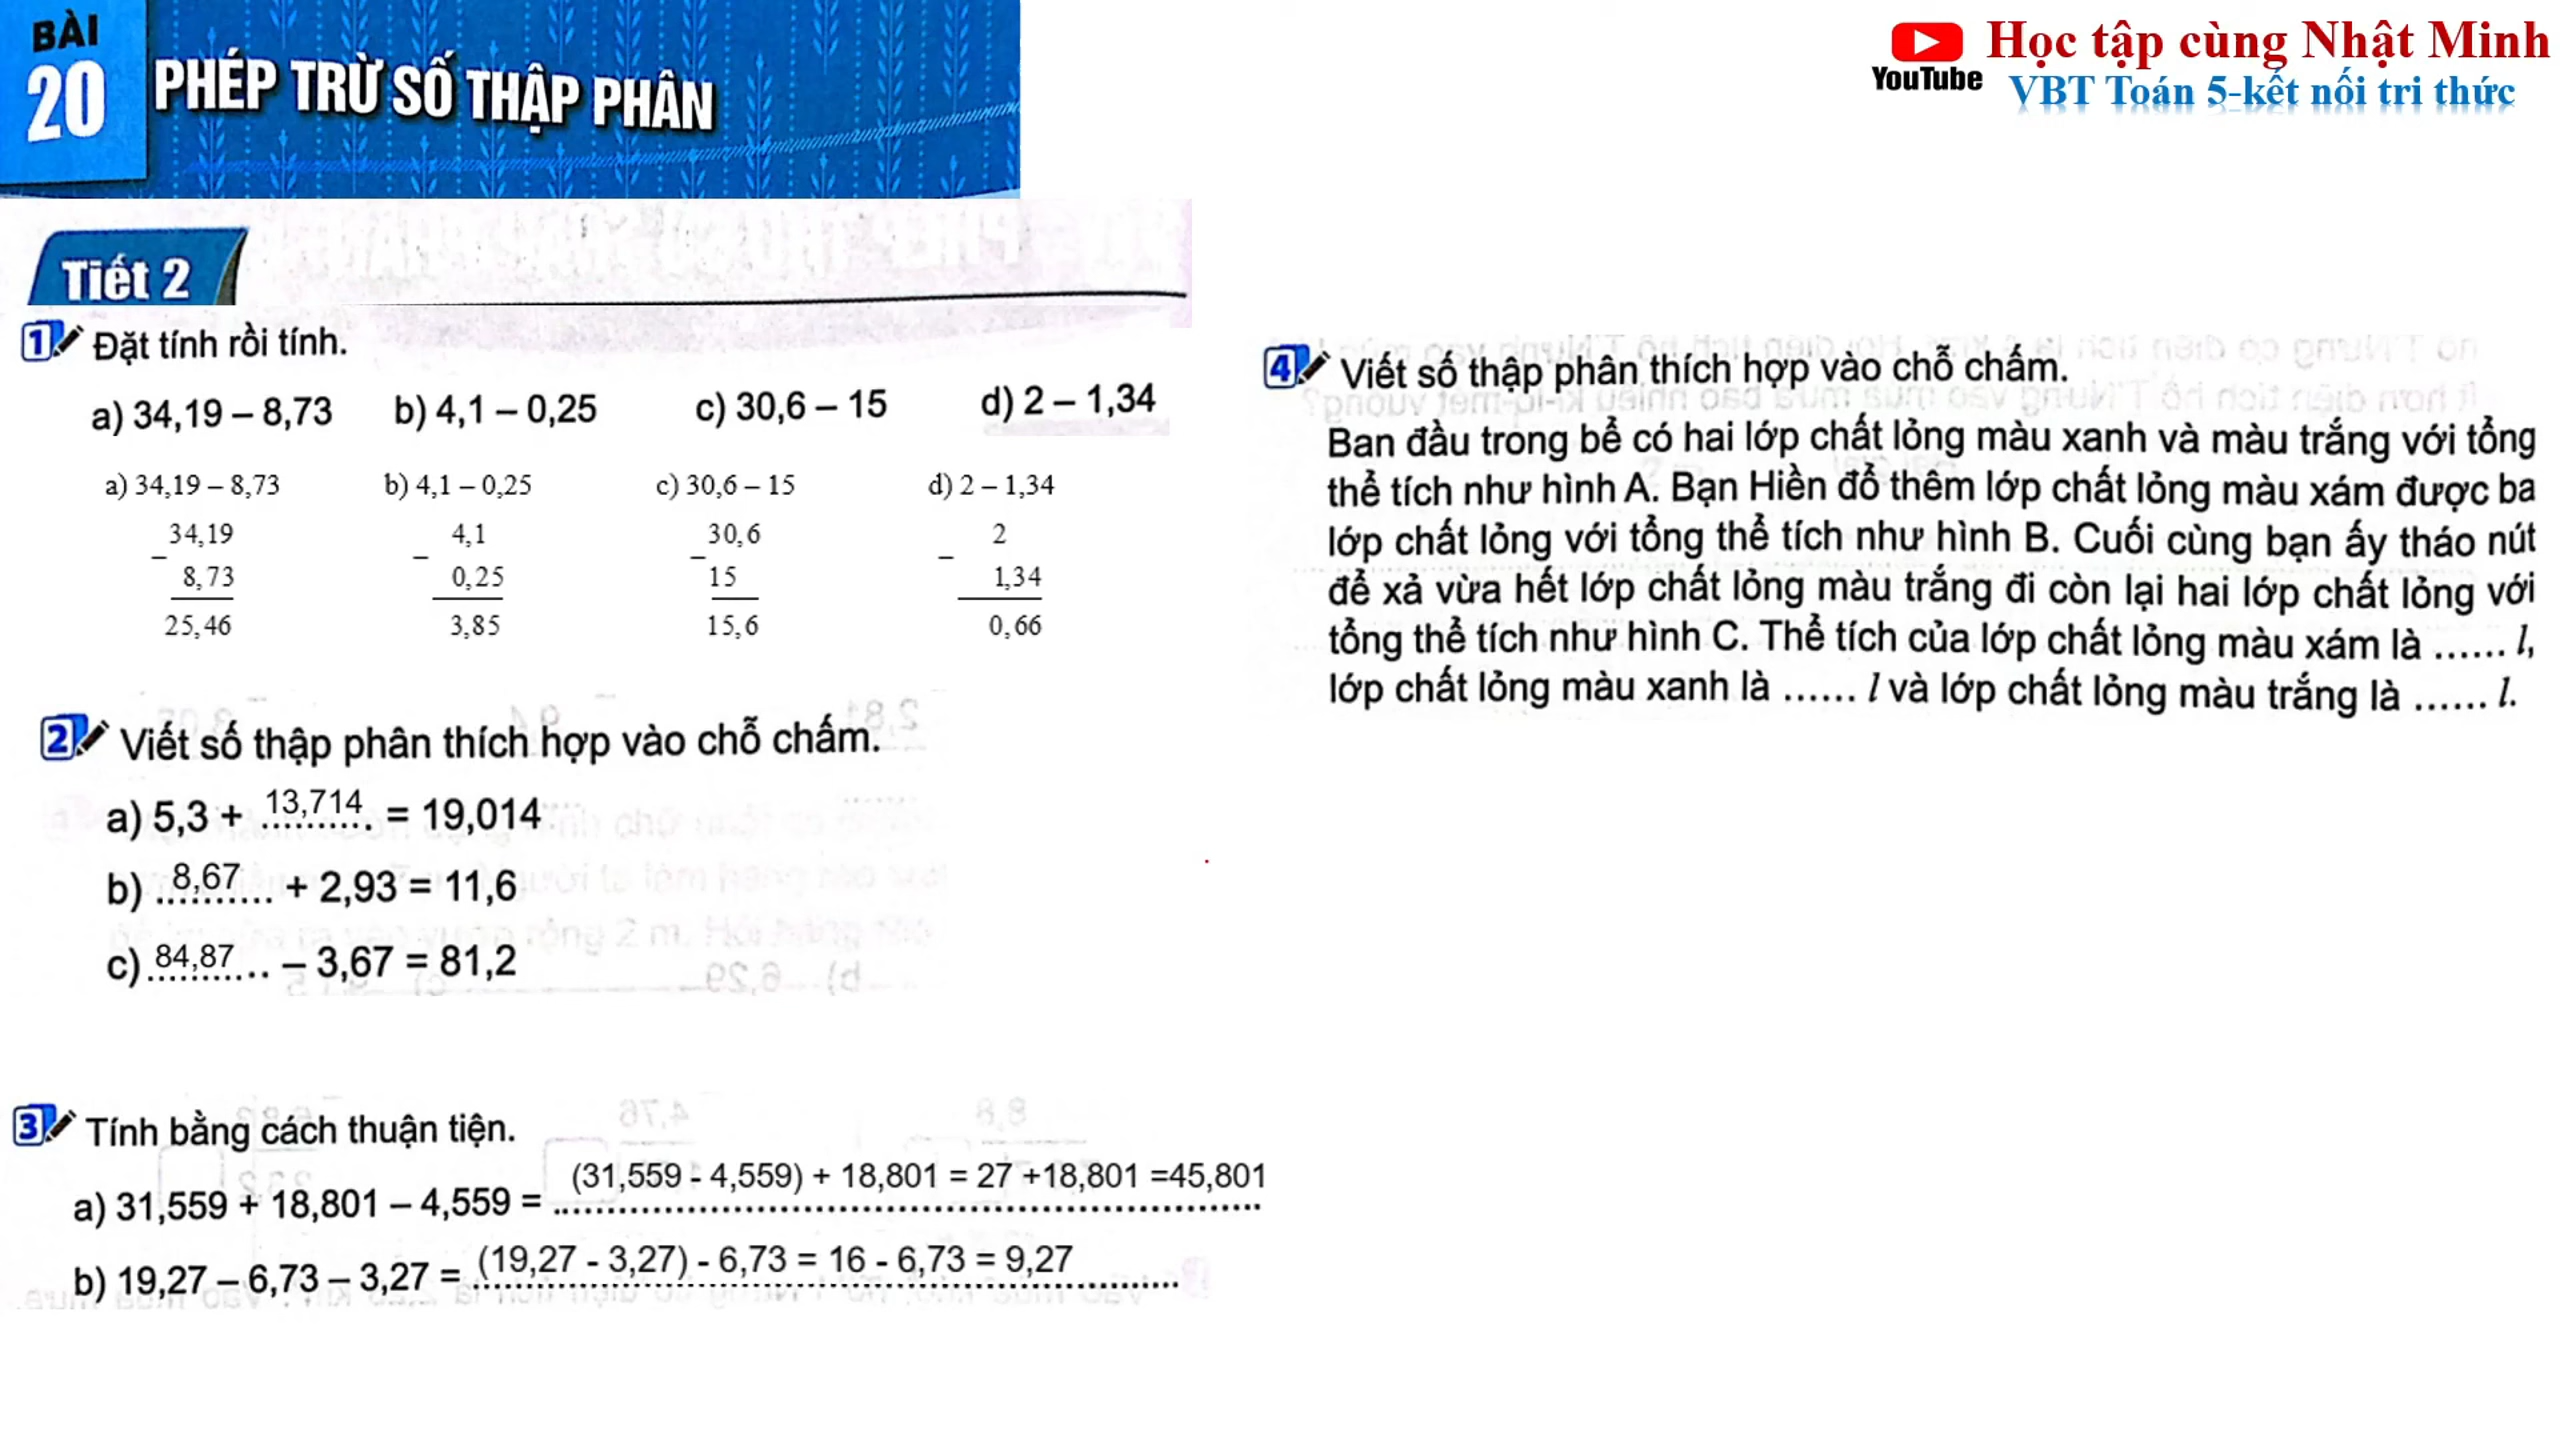 BÀI
20
PHÉP TRỪ SỐ THẬP PHÂN
YouTube
Học tập cùng Nhật Minh
VBT Toán 5-kết nối tri thức
Tiết 2
1 Đặt tính rồi tính.
a) 34,19 – 8,73 b) 4,1 – 0,25 c) 30,6 – 15 d) 2 – 1,34
a) 34,19 – 8,73 b) 4,1 – 0,25 c) 30,6 – 15 d) 2 – 1,34
34,19 4,1 30,6 2
– – – –
8,73 0,25 15 1,34
25,46 3,85 15,6 0,66
2 Viết số thập phân thích hợp vào chỗ chấm.
a) 5,3 + 13,714 = 19,014
b) 8,67 + 2,93 = 11,6
c) 84,87 – 3,67 = 81,2
3 Tính bằng cách thuận tiện.
a) 31,559 + 18,801 – 4,559 = (31,559 - 4,559) + 18,801 = 27 +18,801 =45,801
b) 19,27 – 6,73 – 3,27 = (19,27 - 3,27) - 6,73 = 16 - 6,73 = 9,27
4 Viết số thập phân thích hợp vào chỗ chấm.
Ban đầu trong bể có hai lớp chất lỏng màu xanh và màu trắng với tổng
thể tích như hình A. Bạn Hiền đổ thêm lớp chất lỏng màu xám được ba
lớp chất lỏng với tổng thể tích như hình B. Cuối cùng bạn ấy tháo nút
để xả vừa hết lớp chất lỏng màu trắng đi còn lại hai lớp chất lỏng với
tổng thể tích như hình C. Thể tích của lớp chất lỏng màu xám là ...... l,
lớp chất lỏng màu xanh là ...... l và lớp chất lỏng màu trắng là ...... l.